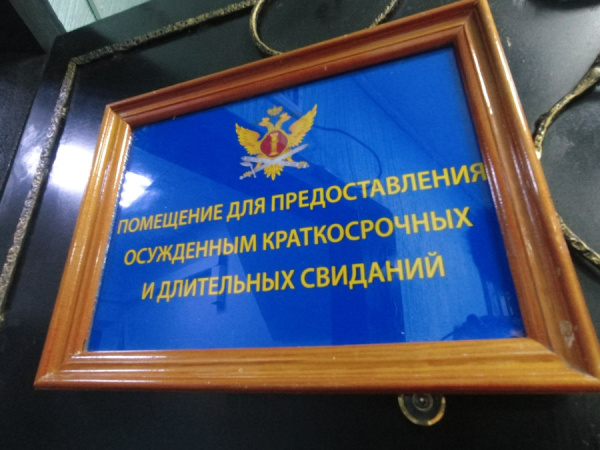 ПОМЕЩЕНИЕ ДЛЯ ПРЕДОСТАВЛЕНИЯ
ОСУЖДЕННЫМ КРАТКОСРОЧНЫХ
И ДЛИТЕЛЬНЫХ СВИДАНИЙ